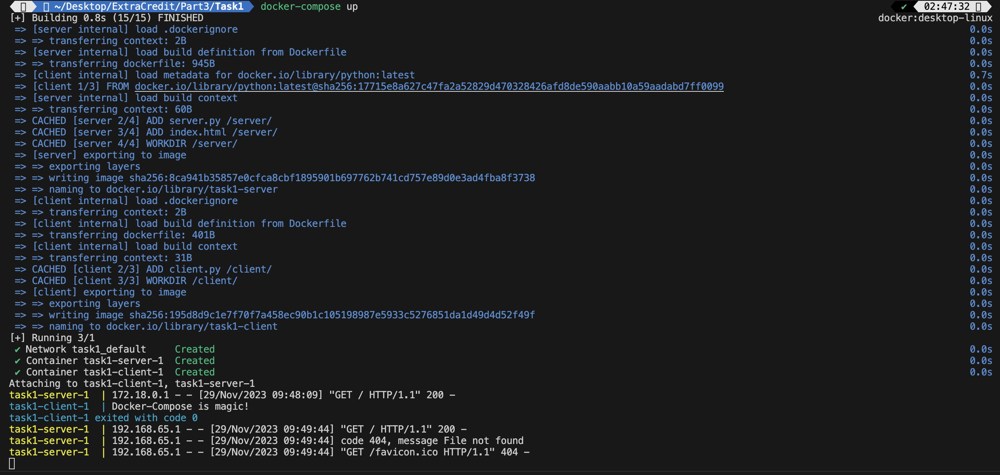 ~/Desktop/ExtraCredit/Part3/Task1 docker-compose up ✔ 02:47:32
[+] Building 0.8s (15/15) FINISHED docker:desktop-linux
=> [server internal] load .dockerignore 0.0s
=> => transferring context: 2B 0.0s
=> [server internal] load build definition from Dockerfile 0.0s
=> => transferring dockerfile: 945B 0.0s
=> [client internal] load metadata for docker.io/library/python:latest 0.7s
=> [client 1/3] FROM docker.io/library/python:latest@sha256:17715e8a627c47fa2a52829d470328426afd8de590aabb10a59aadabd7ff0099 0.0s
=> [server internal] load build context 0.0s
=> => transferring context: 60B 0.0s
=> CACHED [server 2/4] ADD server.py /server/ 0.0s
=> CACHED [server 3/4] ADD index.html /server/ 0.0s
=> CACHED [server 4/4] WORKDIR /server/ 0.0s
=> [server] exporting to image 0.0s
=> => exporting layers 0.0s
=> => writing image sha256:8ca941b35857e0cfca8cbf1895901b697762b741cd757e89d0e3ad4fba8f3738 0.0s
=> => naming to docker.io/library/task1-server 0.0s
=> [client internal] load .dockerignore 0.0s
=> => transferring context: 2B 0.0s
=> [client internal] load build definition from Dockerfile 0.0s
=> => transferring dockerfile: 401B 0.0s
=> [client internal] load build context 0.0s
=> => transferring context: 31B 0.0s
=> CACHED [client 2/3] ADD client.py /client/ 0.0s
=> CACHED [client 3/3] WORKDIR /client/ 0.0s
=> [client] exporting to image 0.0s
=> => exporting layers 0.0s
=> => writing image sha256:195d8d9c1e7f70f7a458ec90b1c105198987e5933c5276851da1d49d4d52f49f 0.0s
=> => naming to docker.io/library/task1-client 0.0s
[+] Running 3/1
✔ Network task1_default Created 0.0s
✔ Container task1-server-1 Created 0.0s
✔ Container task1-client-1 Created 0.0s
Attaching to task1-client-1, task1-server-1
task1-server-1 | 172.18.0.1 - - [29/Nov/2023 09:48:09] "GET / HTTP/1.1" 200 -
task1-client-1 | Docker-Compose is magic!
task1-client-1 exited with code 0
task1-server-1 | 192.168.65.1 - - [29/Nov/2023 09:49:44] "GET / HTTP/1.1" 200 -
task1-server-1 | 192.168.65.1 - - [29/Nov/2023 09:49:44] code 404, message File not found
task1-server-1 | 192.168.65.1 - - [29/Nov/2023 09:49:44] "GET /favicon.ico HTTP/1.1" 404 -